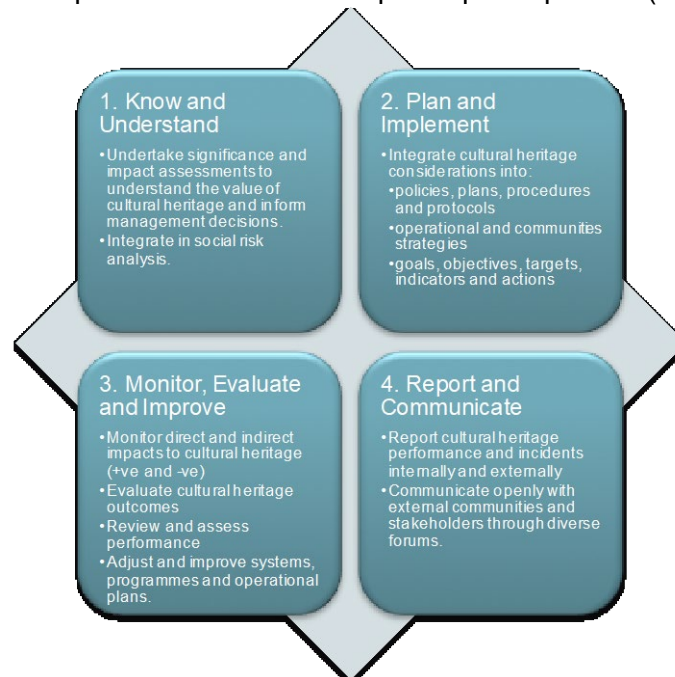 1. Know and
Understand
•Undertake significance and
impact assessments to
understand the value of
cultural heritage and inform
management decisions.
•Integrate in social risk
analysis.
2. Plan and
Implement
•Integrate cultural heritage
considerations into:
•policies, plans, procedures
and protocols
•operational and communities
strategies
•goals, objectives, targets,
indicators and actions
3. Monitor, Evaluate
and Improve
•Monitor direct and indirect
impacts to cultural heritage
(+ve and -ve)
•Evaluate cultural heritage
outcomes
•Review and assess
performance
•Adjust and improve systems,
programmes and operational
plans.
4. Report and
Communicate
•Report cultural heritage
performance and incidents
internally and externally
•Communicate openly with
external communities and
stakeholders through diverse
forums.